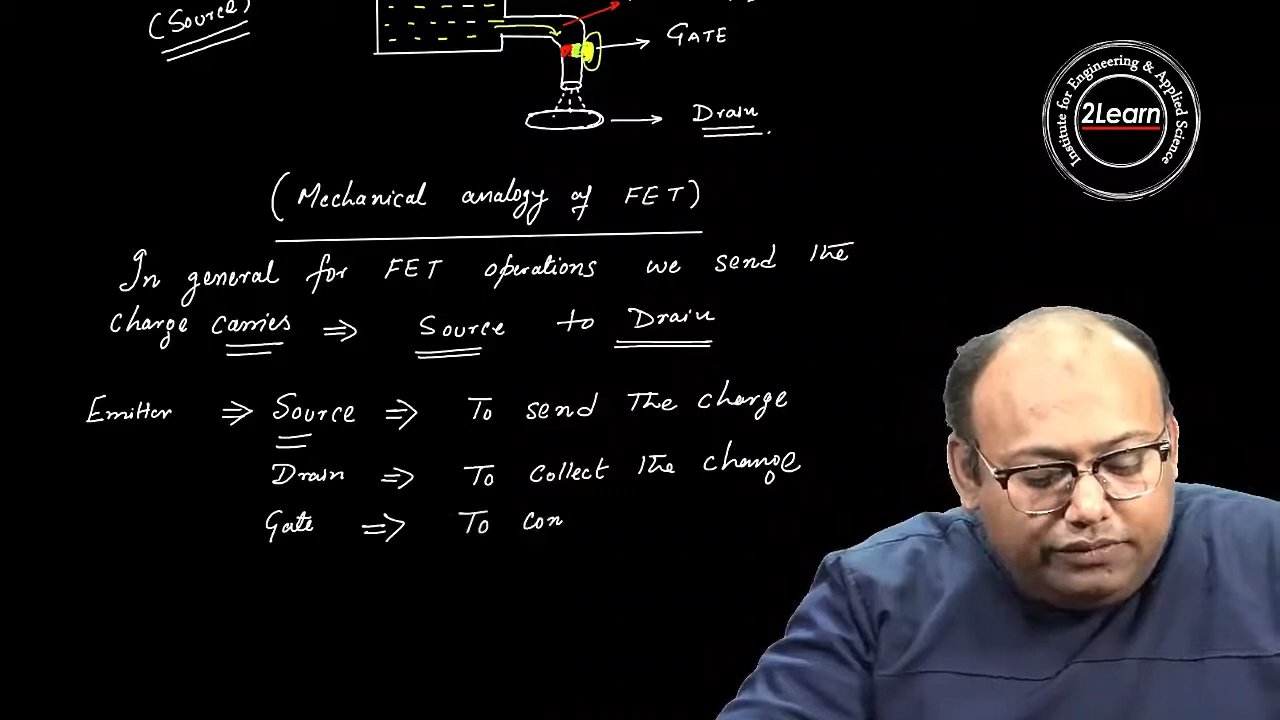 (Source)
GATE
Drain
(Mechanical analogy of FET)
In general for FET operations we send the
Charge carries ⇒ Source to Drain
Emitter ⇒ Source ⇒ To send The charge
Drain ⇒ To collect the charge
Gate ⇒ To con
Institute for Engineering & Applied Science
2Learn